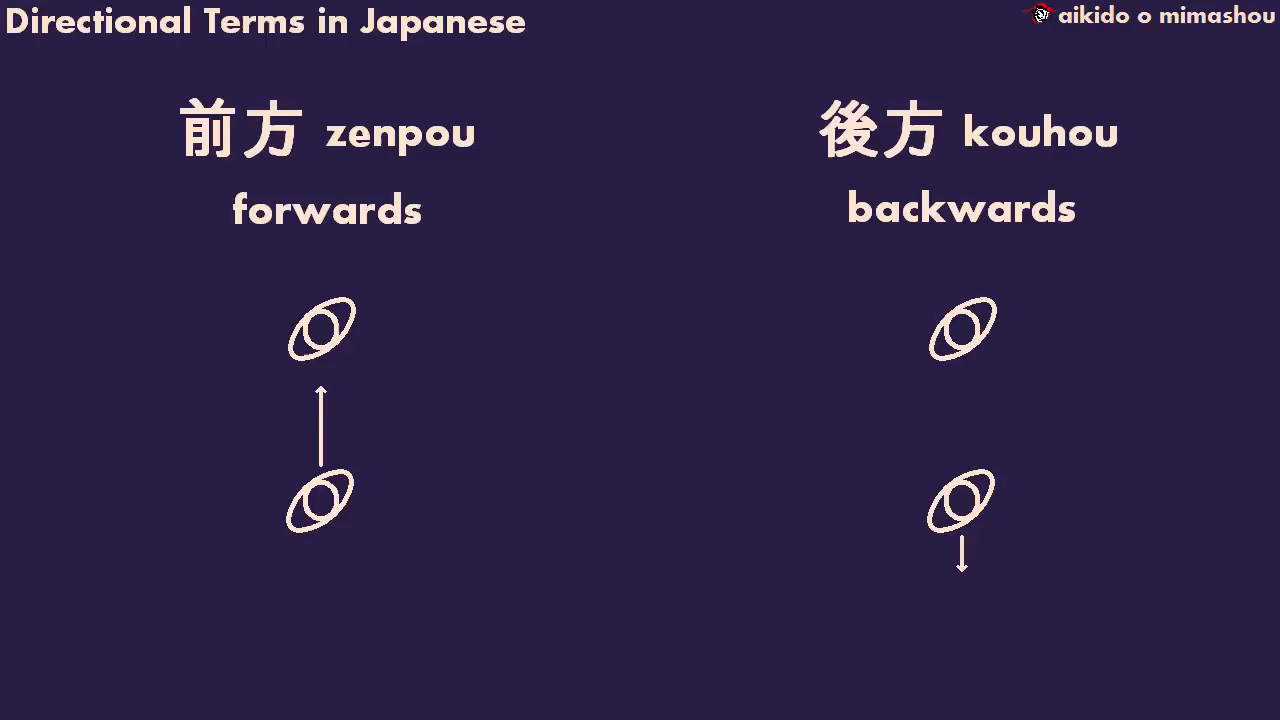 Directional Terms in Japanese
aikido o mimashou
前方 zenpou
forwards
後方 kouhou
backwards